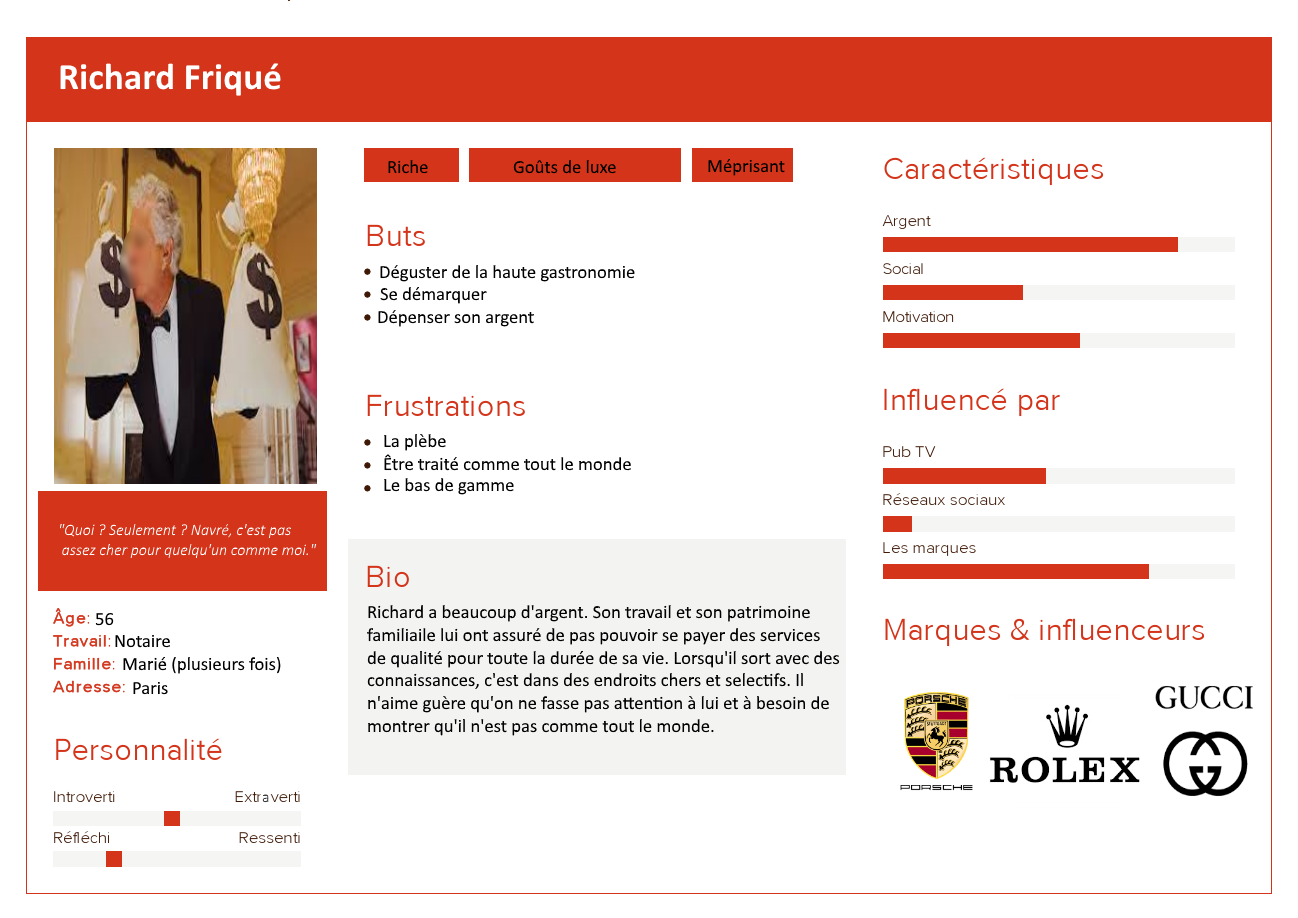 Richard Friqué
$
$
"Quoi ? Seulement ? Navré, c'est pas
assez cher pour quelqu'un comme moi."
Âge: 56
Travail: Notaire
Famille: Marié (plusieurs fois)
Adresse: Paris
Personnalité
Introverti Extraverti
Réfléchi Ressenti
Riche Goûts de luxe Méprisant
Buts
• Déguster de la haute gastronomie
• Se démarquer
• Dépenser son argent
Frustrations
• La plèbe
• Être traité comme tout le monde
• Le bas de gamme
Bio
Richard a beaucoup d'argent. Son travail et son patrimoine
familiaile lui ont assuré de pas pouvoir se payer des services
de qualité pour toute la durée de sa vie. Lorsqu'il sort avec des
connaissances, c'est dans des endroits chers et selectifs. Il
n'aime guère qu'on ne fasse pas attention à lui et à besoin de
montrer qu'il n'est pas comme tout le monde.
Caractéristiques
Argent
Social
Motivation
Influencé par
Pub TV
Réseaux sociaux
Les marques
Marques & influenceurs
PORSCHE
PORSCHE
ROLEX
GUCCI